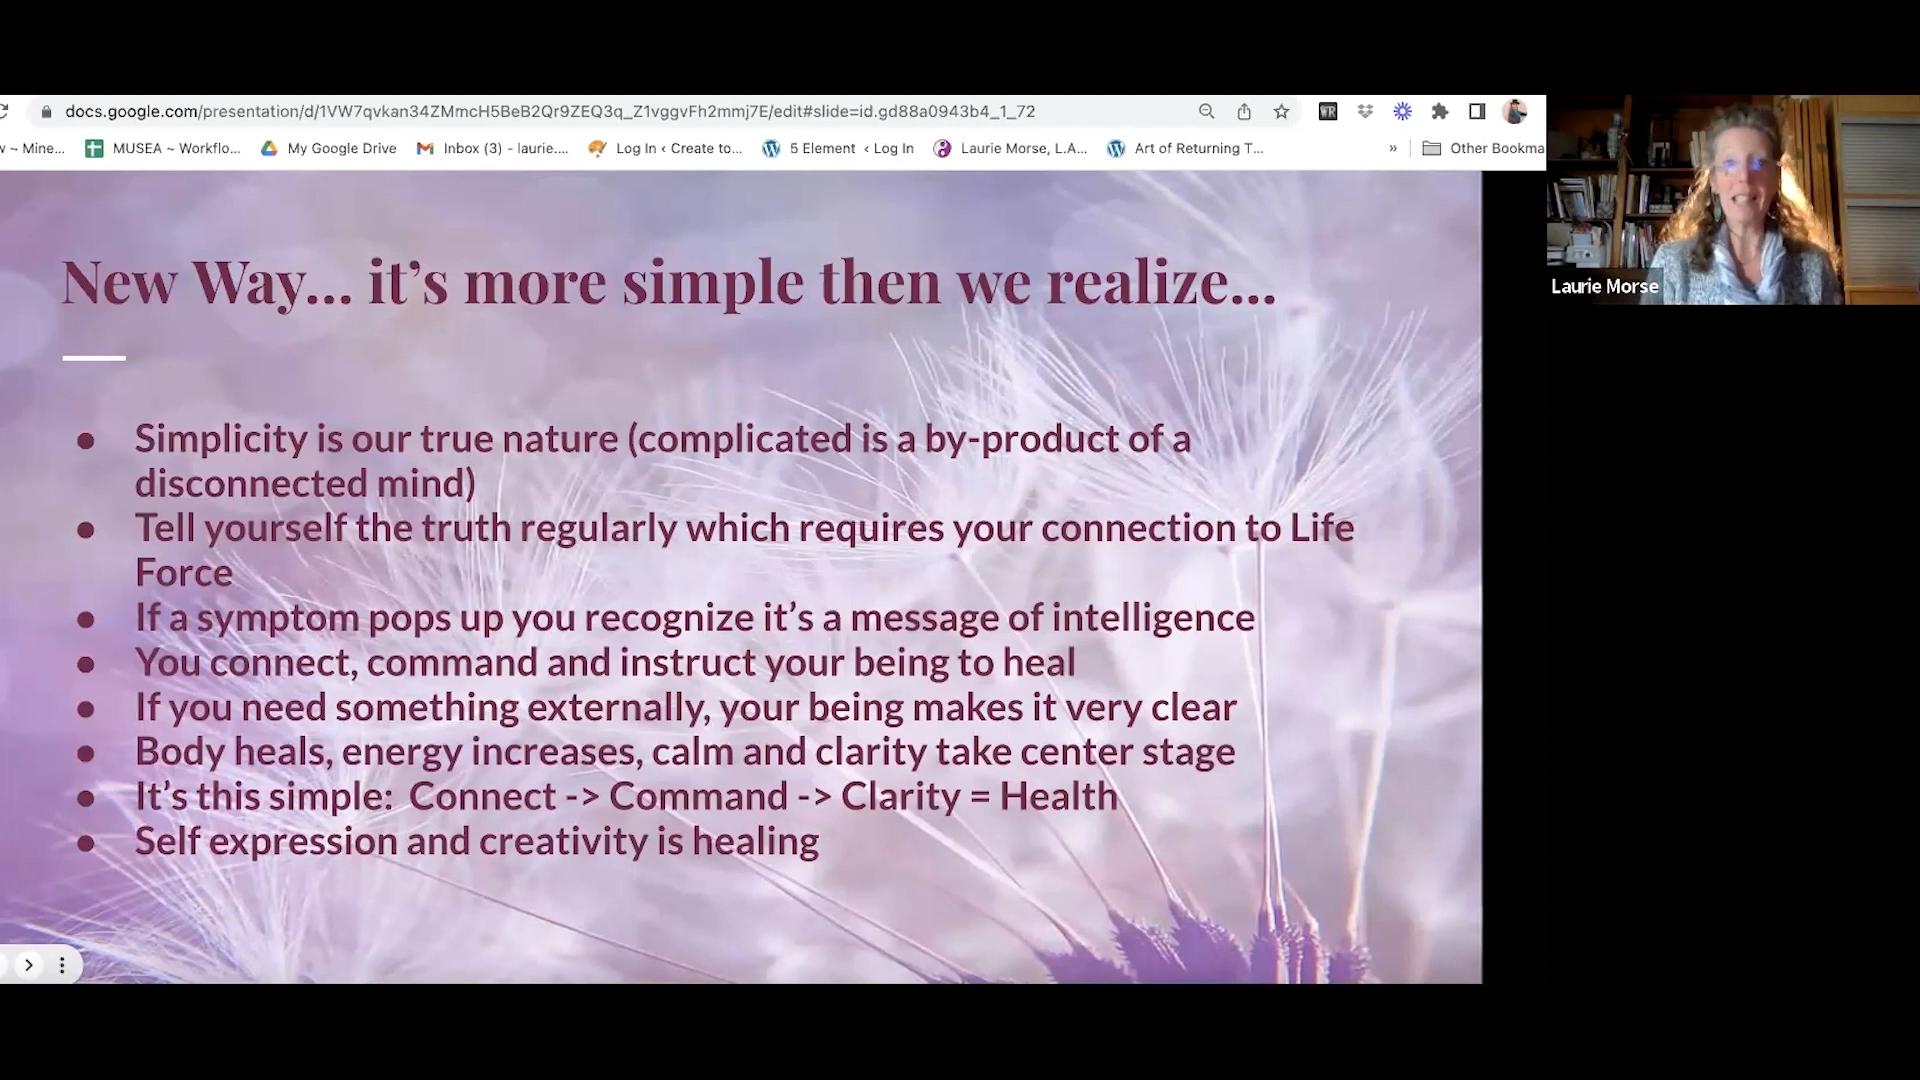 docs.google.com/presentation/d/1VW7qvkan34ZMmcH5BeB2Qr9ZEQ3q_Z1vggvFh2mmj7E/edit#slide=id.gd88a0943b4_1_72
~ Mine... MUSEA ~ Workflo... My Google Drive Inbox (3) - laurie.... Log In ‹ Create to... 5 Element ‹ Log In Laurie Morse, L.A... Art of Returning T... » Other Bookma
WR
New Way... it’s more simple then we realize...
● Simplicity is our true nature (complicated is a by-product of a
disconnected mind)
● Tell yourself the truth regularly which requires your connection to Life
Force
● If a symptom pops up you recognize it’s a message of intelligence
● You connect, command and instruct your being to heal
● If you need something externally, your being makes it very clear
● Body heals, energy increases, calm and clarity take center stage
● It’s this simple: Connect -> Command -> Clarity = Health
● Self expression and creativity is healing
Laurie Morse